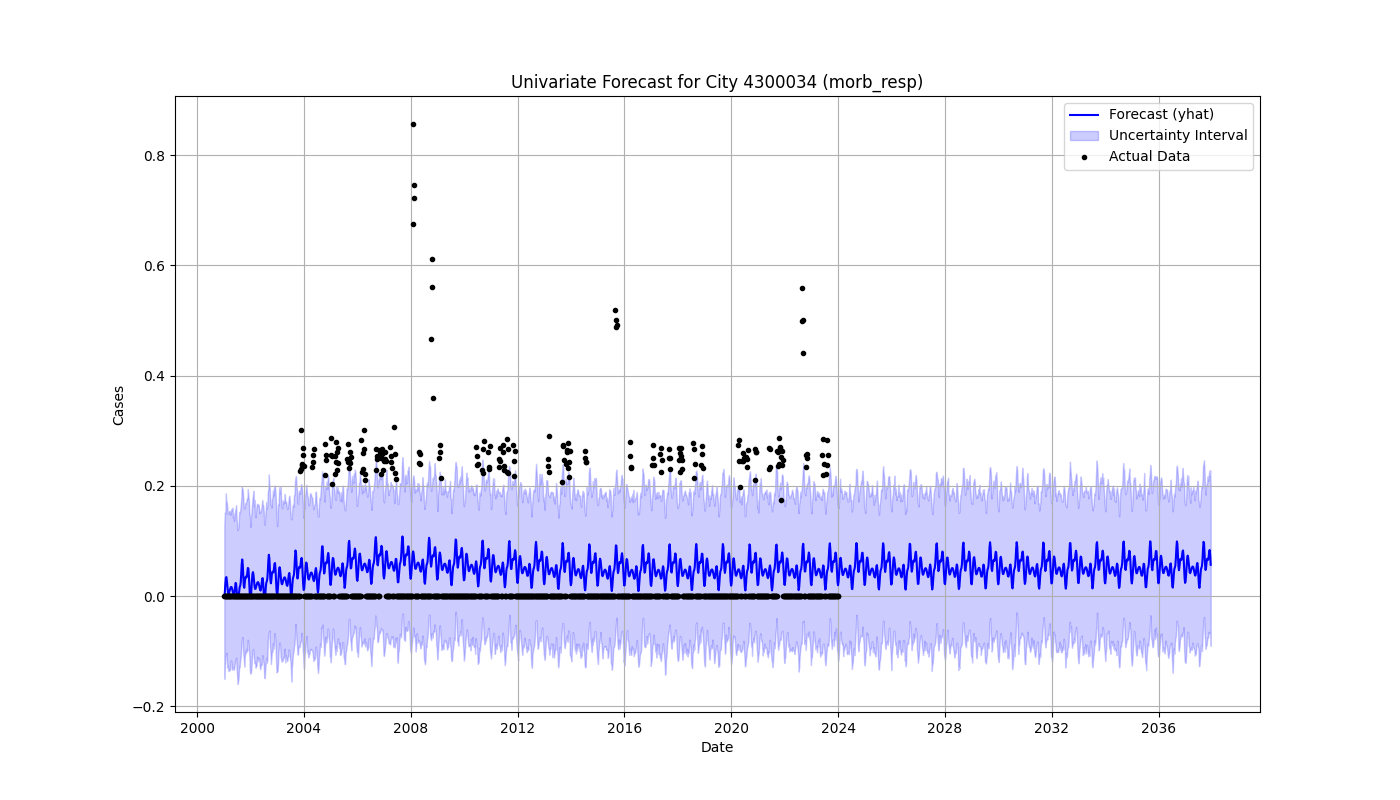 Univariate Forecast for City 4300034 (morb_resp)
Forecast (yhat)
Uncertainty Interval
Actual Data
Cases
0.8
0.6
0.4
0.2
0.0
−0.2
2000 2004 2008 2012 2016 2020 2024 2028 2032 2036
Date